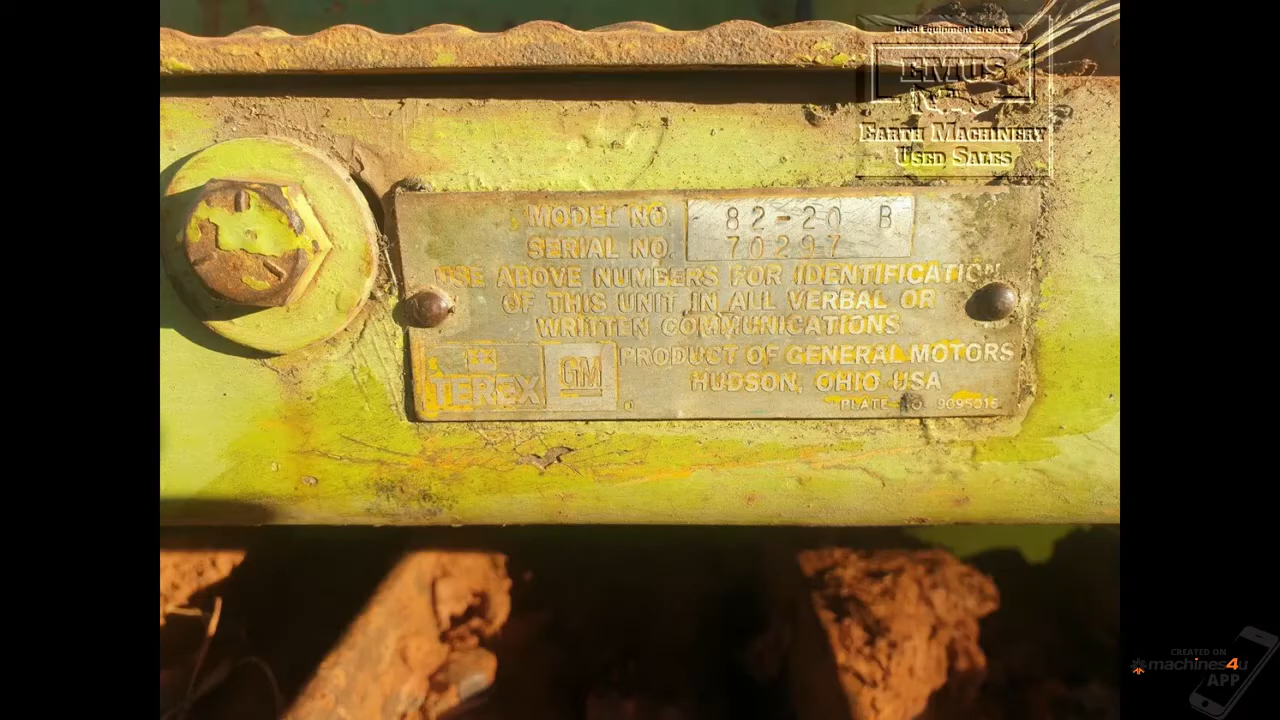 Used Equipment Brokers
EMUS
Earth Machinery
Used Sales
MODEL NO. 82-20 B
SERIAL NO. 70297
USE ABOVE NUMBERS FOR IDENTIFICATION
OF THIS UNIT IN ALL VERBAL OR
WRITTEN COMMUNICATIONS
TEREX
GM
PRODUCT OF GENERAL MOTORS
HUDSON, OHIO USA
PLATE NO. 9095016
CREATED ON
machines4u
APP